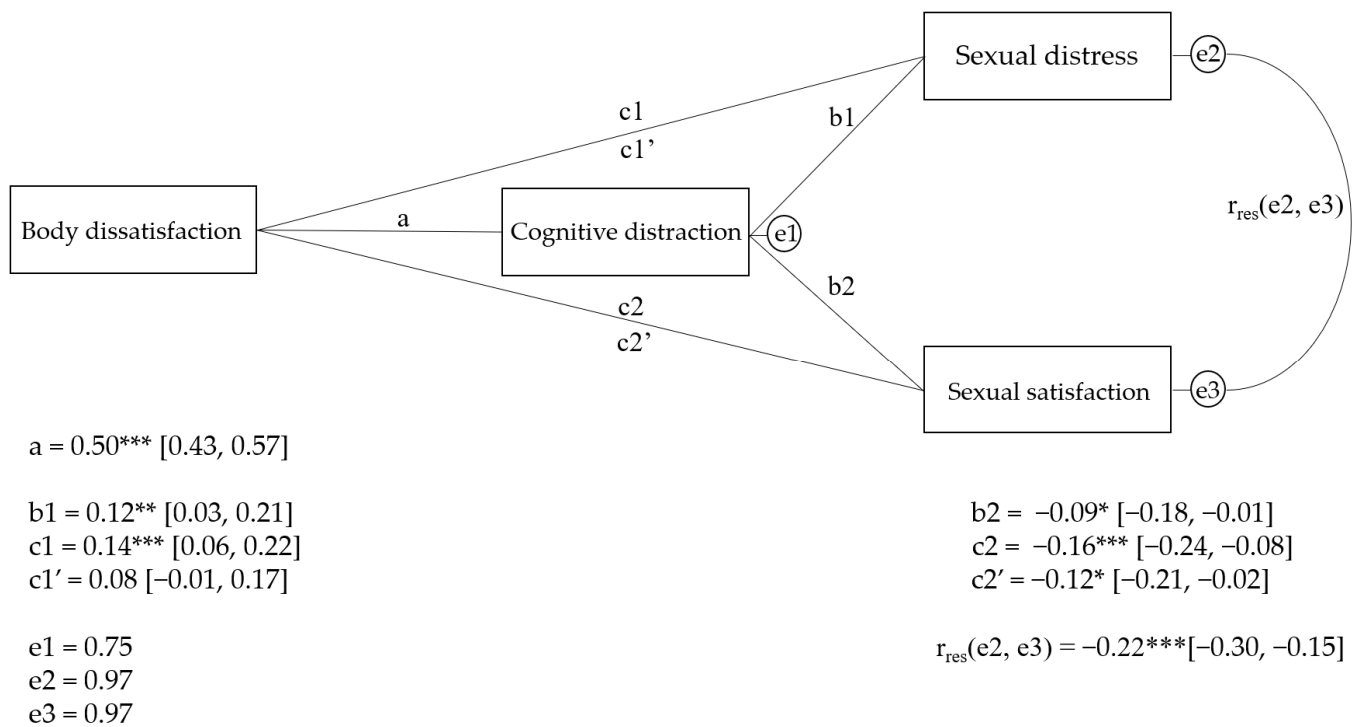 Sexual distress
e2
c1
b1
c1’
r_res(e2, e3)
Body dissatisfaction
a
Cognitive distraction
e1
b2
c2
c2’
Sexual satisfaction
e3
a = 0.50*** [0.43, 0.57]
b1 = 0.12** [0.03, 0.21]
c1 = 0.14*** [0.06, 0.22]
c1’ = 0.08 [−0.01, 0.17]
e1 = 0.75
e2 = 0.97
e3 = 0.97
b2 = −0.09* [−0.18, −0.01]
c2 = −0.16*** [−0.24, −0.08]
c2’ = −0.12* [−0.21, −0.02]
r_res(e2, e3) = −0.22***[−0.30, −0.15]